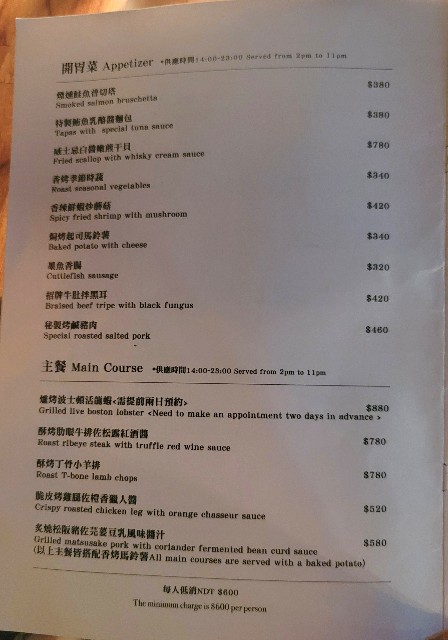 開胃菜 Appetizer •供應時間14:00-23:00 Served from 2pm to 11pm
煙燻鮭魚普切塔 $380
Smoked salmon bruschetta
特製鮪魚乳酪醬麵包 $380
Tapas with special tuna sauce
威士忌白醬嫩煎干貝 $780
Fried scallop with whisky cream sauce
香烤季節時蔬 $340
Roast seasonal vegetables
香辣鮮蝦炒蘑菇 $420
Spicy fried shrimp with mushroom
焗烤起司馬鈴薯 $340
Baked potato with cheese
墨魚香腸 $320
Cuttlefish sausage
招牌牛肚拌黑耳 $420
Braised beef tripe with black fungus
秘製烤鹹豬肉 $460
Special roasted salted pork
主餐 Main Course •供應時間14:00-23:00 Served from 2pm to 11pm
爐烤波士頓活龍蝦<需提前兩日預約> $880
Grilled live boston lobster <Need to make an appointment two days in advance >
酥烤肋眼牛排佐松露紅酒醬 $780
Roast ribeye steak with truffle red wine sauce
酥烤丁骨小羊排 $780
Roast T-bone lamb chops
脆皮烤雞腿佐橙香獵人醬 $520
Crispy roasted chicken leg with orange chasseur sauce
炙燒松阪豬佐芫荽豆乳風味醬汁 $580
Grilled matsusake pork with coriander fermented bean curd sauce
(以上主餐皆搭配香烤馬鈴薯All main courses are served with a baked potato)
每人低消NDT $600
The minimum charge is $600 per person